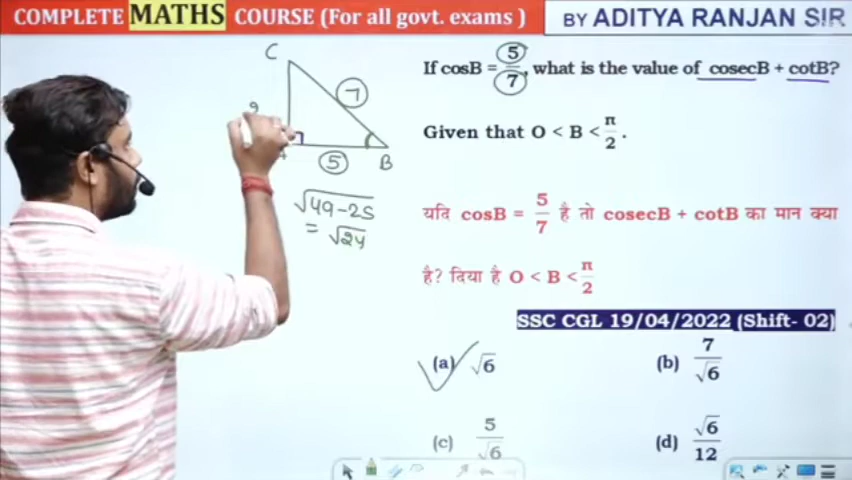 COMPLETE MATHS COURSE (For all govt. exams ) BY ADITYA RANJAN SIR
C
7
5
B
√49-25
= √24
If cosB = 5/7, what is the value of cosecB + cotB?
Given that O < B < π/2 .
यदि cosB = 5/7 है तो cosecB + cotB का मान क्या
है? दिया है O < B < π/2
SSC CGL 19/04/2022 (Shift- 02)
(a) √6 (b) 7/√6
(c) 5/√6 (d) √6/12